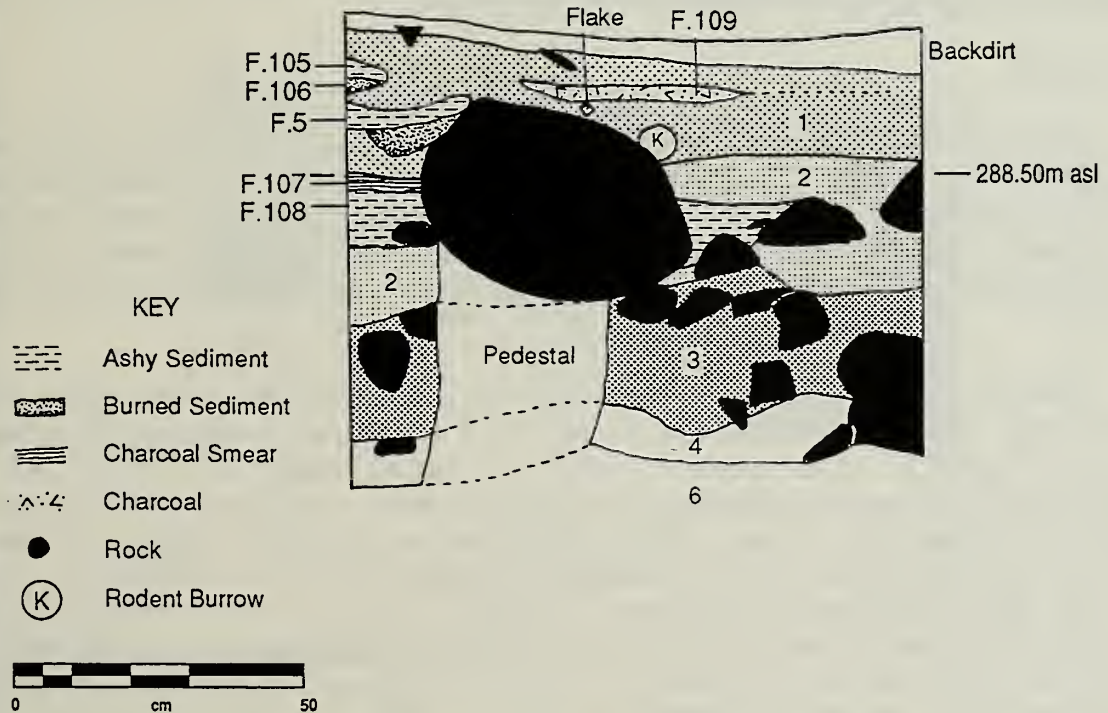 Flake
F.109
Backdirt
F.105
F.106
F.5
F.107
F.108
K
1
2
288.50m asl
2
Pedestal
3
4
6
KEY
Ashy Sediment
Burned Sediment
Charcoal Smear
Charcoal
Rock
K Rodent Burrow
0 cm 50